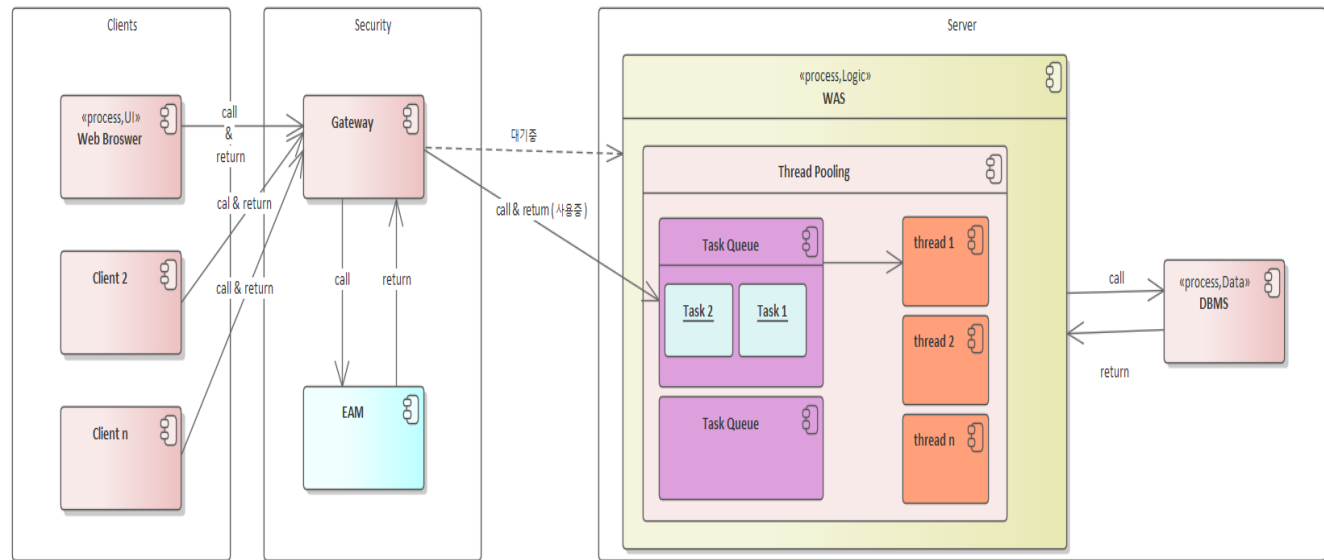 Clients
Security
Server
«process,UI»
Web Broswer
call
&
return
Gateway
대기중
«process,Logic»
WAS
Thread Pooling
cal & return
call & return ( 사용중 )
Task Queue
thread 1
Client 2
call & return
call
return
Task 2
Task 1
call
«process,Data»
DBMS
thread 2
return
Client n
EAM
Task Queue
thread n